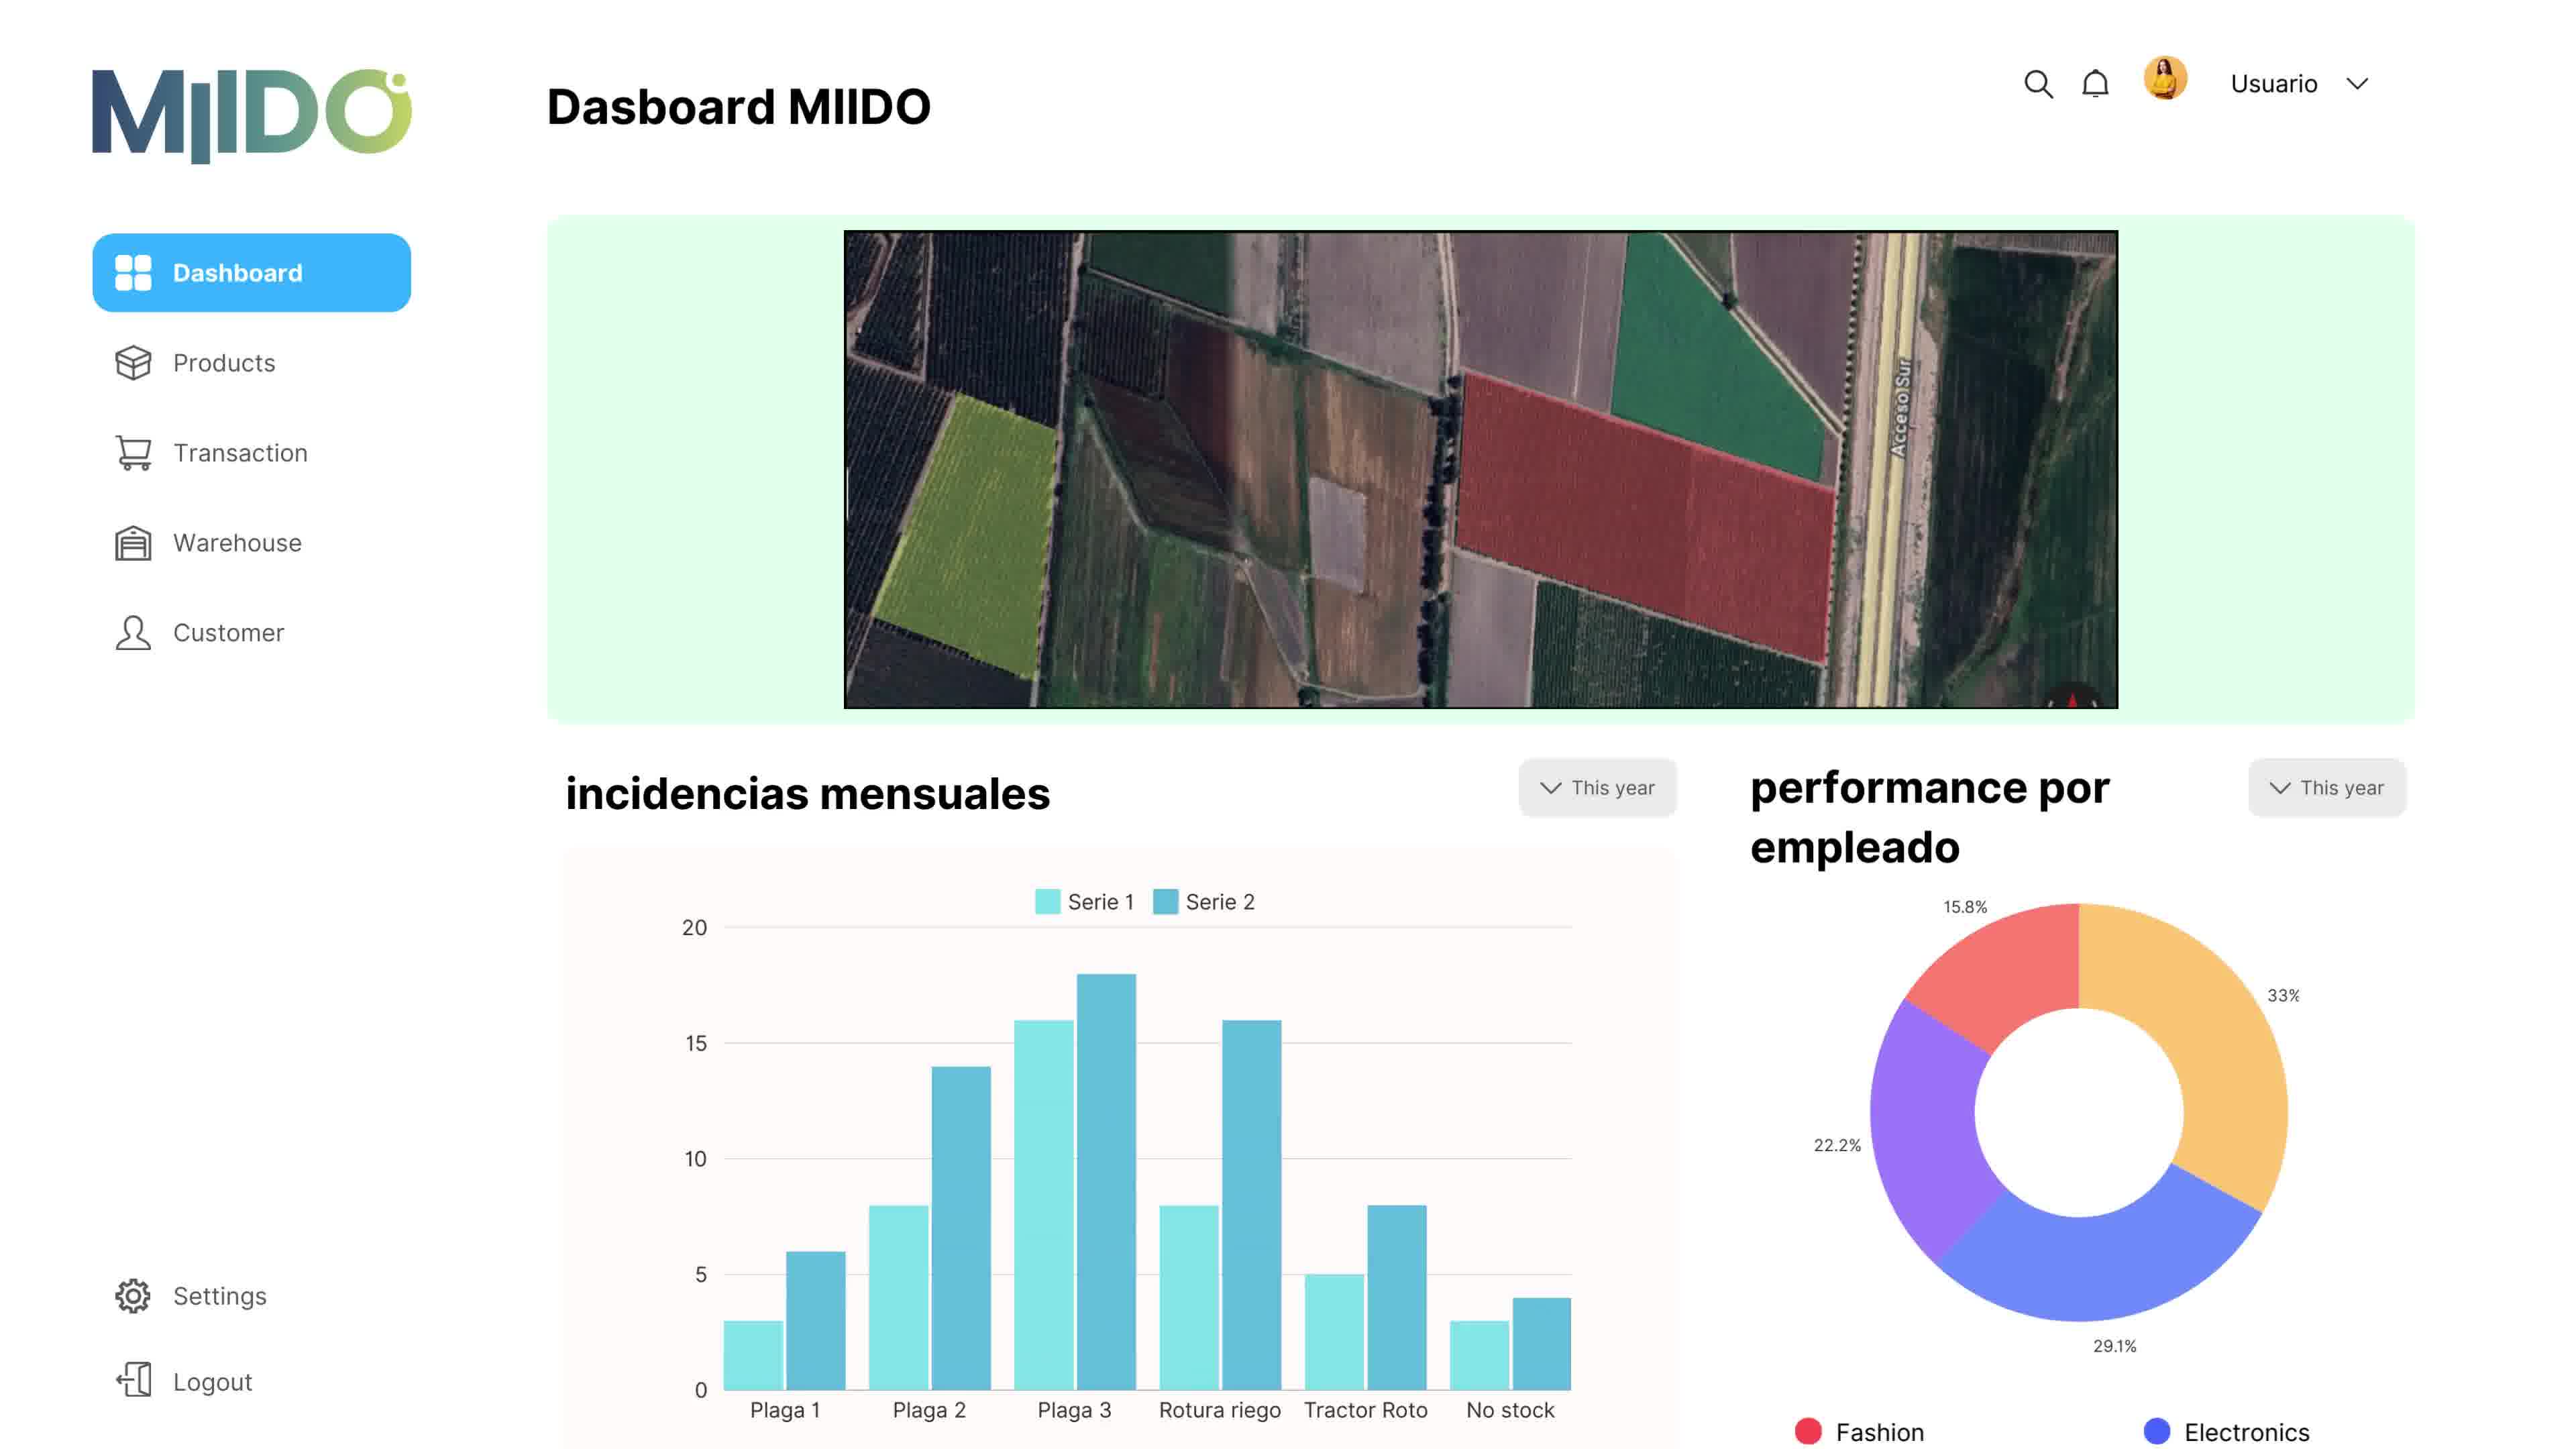 MIIDO
Dasboard MIIDO
Usuario
Dashboard
Products
Transaction
Warehouse
Customer
Settings
Logout
Acceso Sur
incidencias mensuales
This year
Serie 1 Serie 2
20
15
10
5
0
Plaga 1 Plaga 2 Plaga 3 Rotura riego Tractor Roto No stock
performance por
empleado
This year
15.8%
33%
22.2%
29.1%
Fashion Electronics